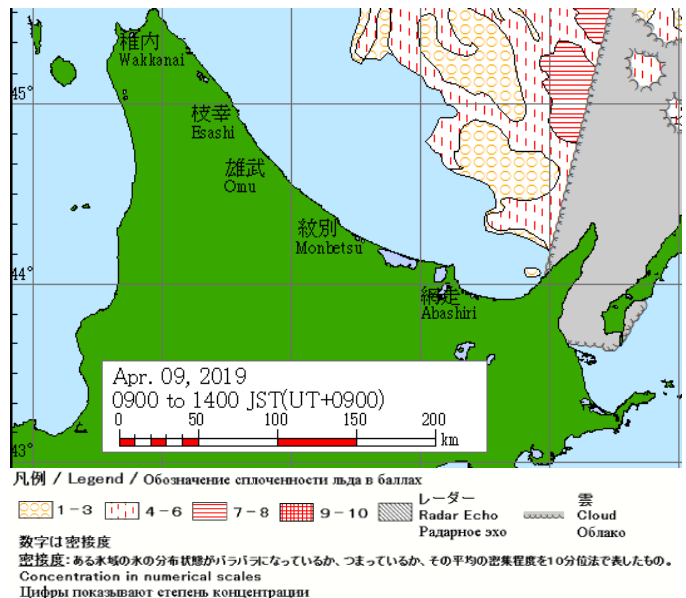 稚内
Wakkanai
45°
枝幸
Esashi
雄武
Omu
紋別
Monbetsu
44°
網走
Abashiri
Apr. 09, 2019
0900 to 1400 JST(UT+0900)
0 50 100 150 200
km
43°
凡例 / Legend / Обозначение сплоченности льда в баллах
1-3 4-6 7-8 9-10 レーダー Radar Echo Радарное эхо 雲 Cloud Облако
数字は密接度
密接度:ある氷域の氷の分布状態がバラバラになっているか、つまっているか、その平均の密集程度を10分位法で表したもの。
Concentration in numerical scales
Цифры показывают степень концентрации